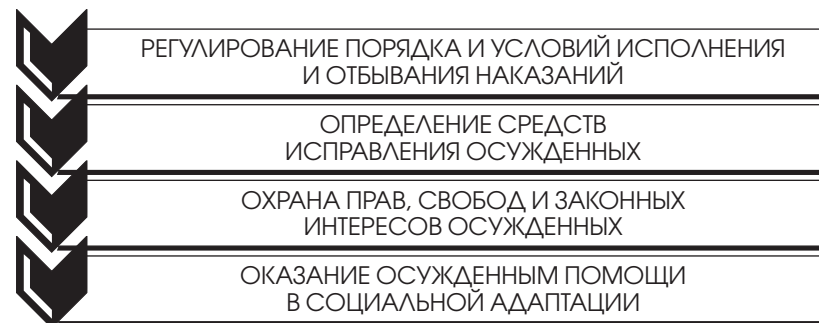 РЕГУЛИРОВАНИЕ ПОРЯДКА И УСЛОВИЙ ИСПОЛНЕНИЯ
И ОТБЫВАНИЯ НАКАЗАНИЙ
ОПРЕДЕЛЕНИЕ СРЕДСТВ
ИСПРАВЛЕНИЯ ОСУЖДЕННЫХ
ОХРАНА ПРАВ, СВОБОД И ЗАКОННЫХ
ИНТЕРЕСОВ ОСУЖДЕННЫХ
ОКАЗАНИЕ ОСУЖДЕННЫМ ПОМОЩИ
В СОЦИАЛЬНОЙ АДАПТАЦИИ